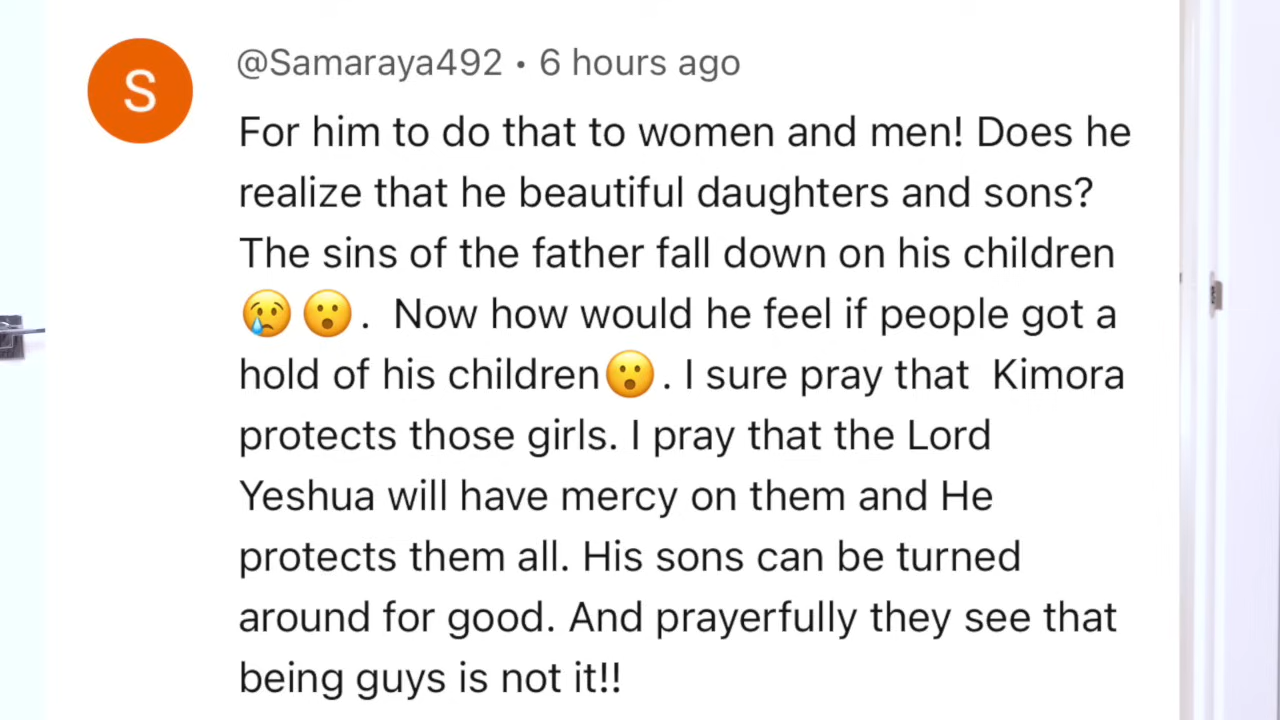 S
@Samaraya492 • 6 hours ago
For him to do that to women and men! Does he
realize that he beautiful daughters and sons?
The sins of the father fall down on his children
😢😮.  Now how would he feel if people got a
hold of his children😮. I sure pray that  Kimora
protects those girls. I pray that the Lord
Yeshua will have mercy on them and He
protects them all. His sons can be turned
around for good. And prayerfully they see that
being guys is not it!!